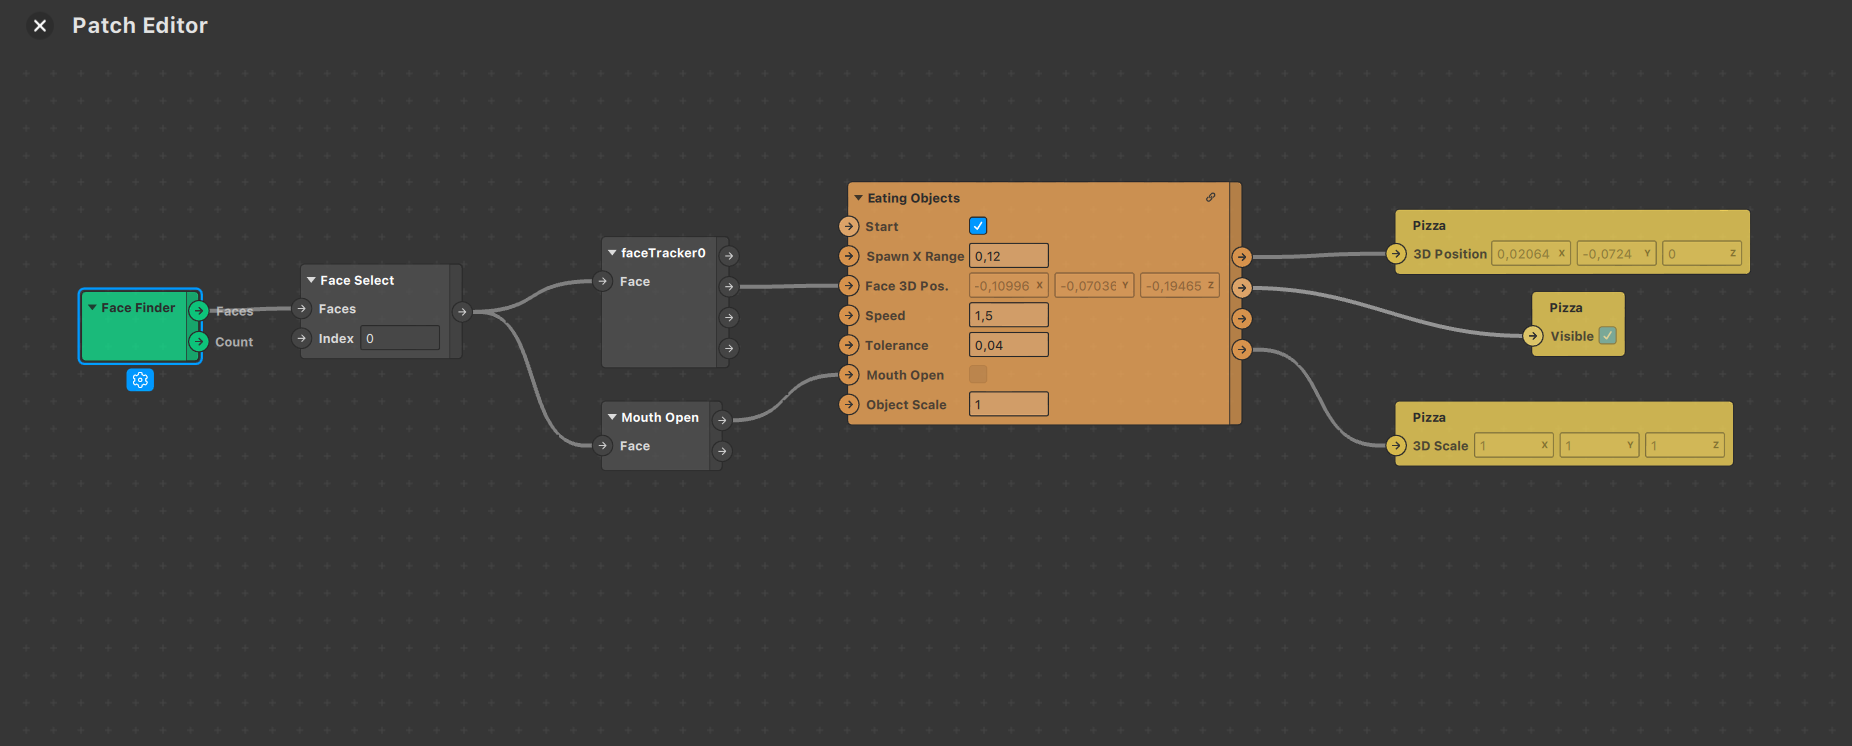 Patch Editor
Face Finder
Faces
Count
Face Select
Faces
Index 0
faceTracker0
Face
Mouth Open
Face
Eating Objects
Start
Spawn X Range 0,12
Face 3D Pos. -0,10996 X -0,07036 Y -0,19465 Z
Speed 1,5
Tolerance 0,04
Mouth Open
Object Scale 1
Pizza
3D Position 0,02064 X -0,0724 Y 0 Z
Pizza
Visible
Pizza
3D Scale 1 X 1 Y 1 Z